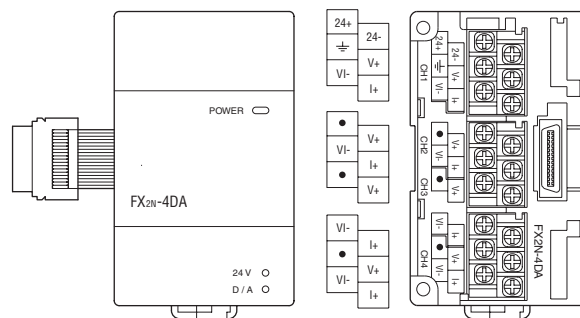 POWER
FX2N-4DA
24 V
D / A
24+
24-
V+
VI-
I+
V+
VI-
I+
V+
VI-
I+
V+
VI-
I+
24+
24-
V+
VI-
I+
CH1
V+
VI-
I+
V+
CH2
CH3
VI-
I+
V+
VI-
I+
CH4
FX2N-4DA